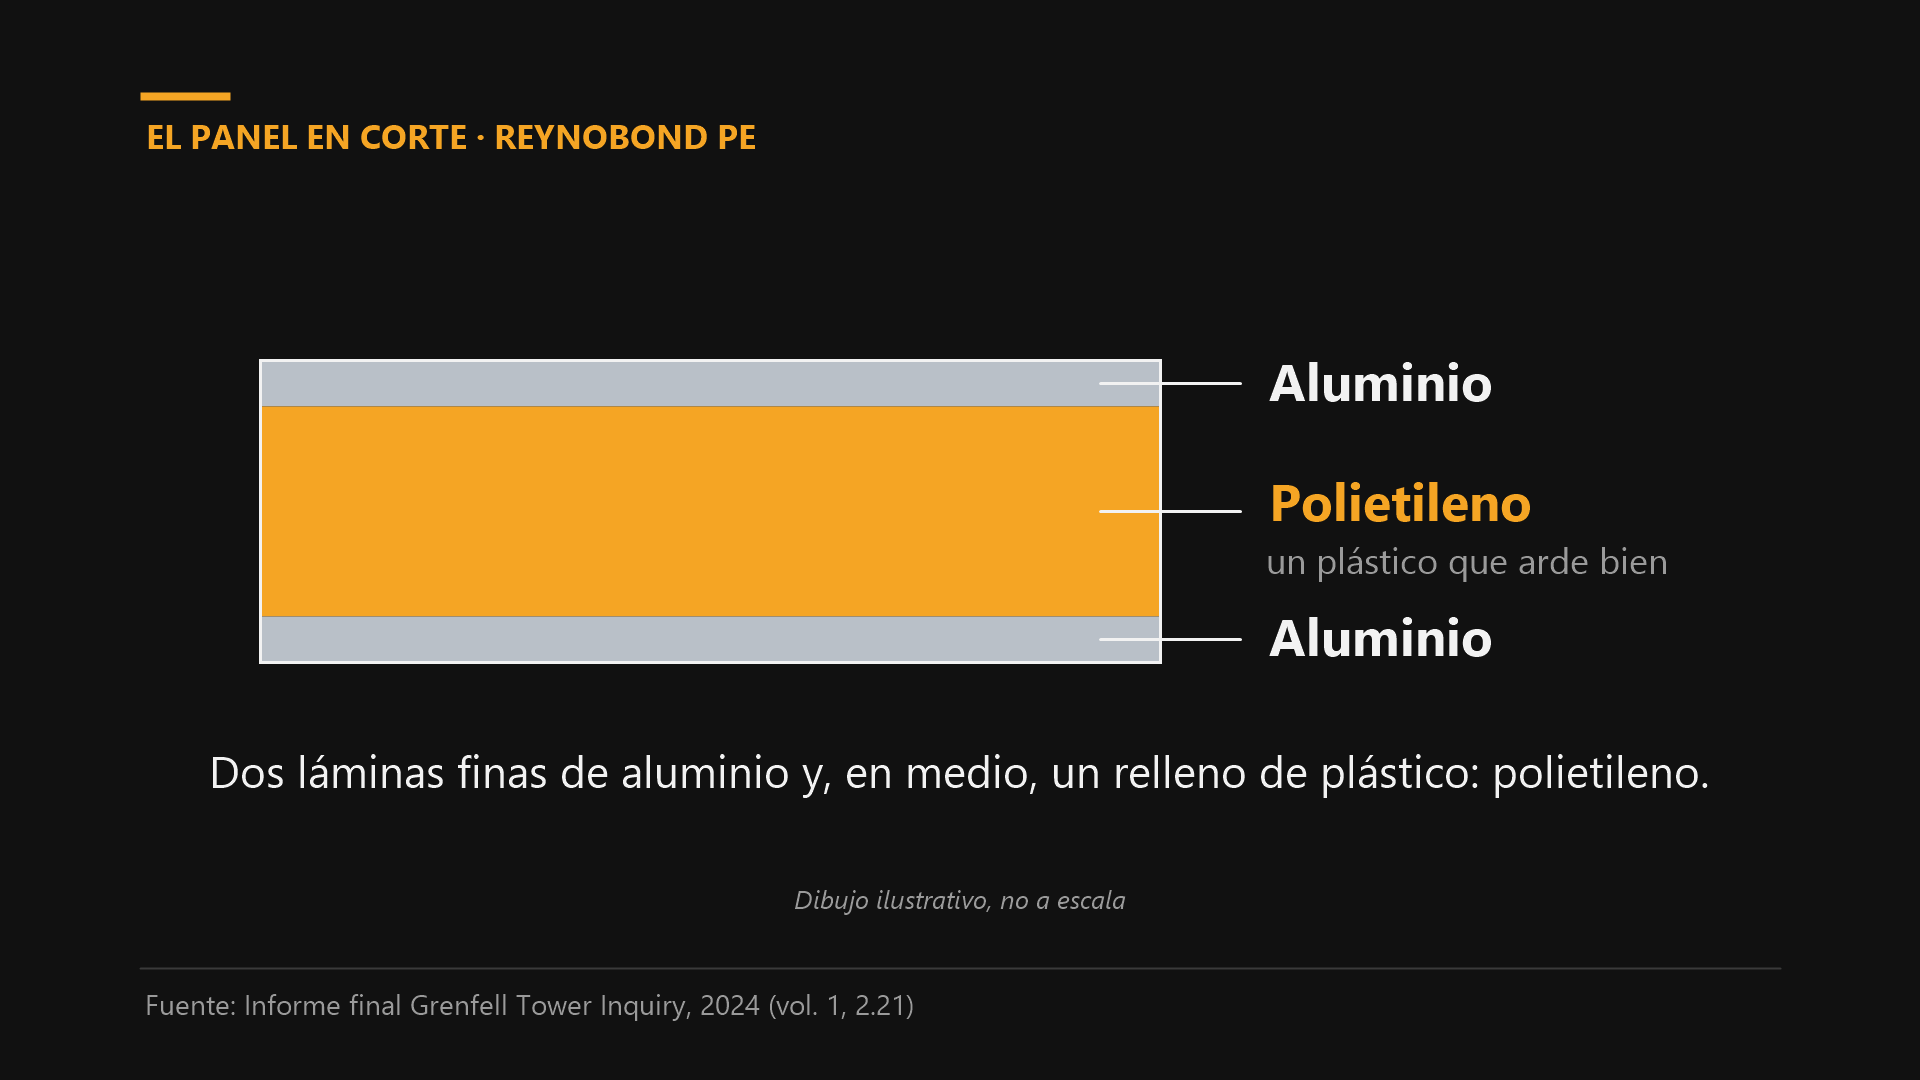 EL PANEL EN CORTE · REYNOBOND PE
Aluminio
Polietileno
un plástico que arde bien
Aluminio
Dos láminas finas de aluminio y, en medio, un relleno de plástico: polietileno.
Dibujo ilustrativo, no a escala
Fuente: Informe final Grenfell Tower Inquiry, 2024 (vol. 1, 2.21)